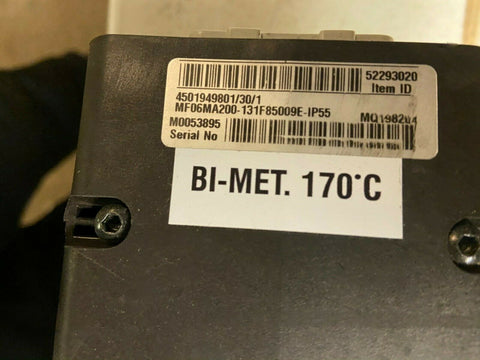 52293020
Item ID
4501949801/30/1
MF06MA200-131F85009E-IP55
M0053895
Serial No
BI-MET. 170°C